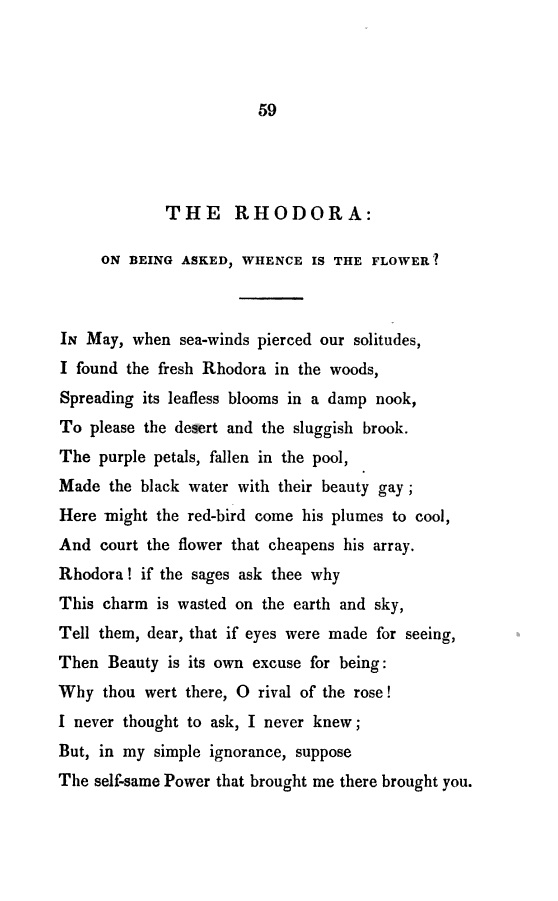 59
THE RHODORA:
ON BEING ASKED, WHENCE IS THE FLOWER?
IN May, when sea-winds pierced our solitudes,
I found the fresh Rhodora in the woods,
Spreading its leafless blooms in a damp nook,
To please the desert and the sluggish brook.
The purple petals, fallen in the pool,
Made the black water with their beauty gay;
Here might the red-bird come his plumes to cool,
And court the flower that cheapens his array.
Rhodora! if the sages ask thee why
This charm is wasted on the earth and sky,
Tell them, dear, that if eyes were made for seeing,
Then Beauty is its own excuse for being:
Why thou wert there, O rival of the rose!
I never thought to ask, I never knew;
But, in my simple ignorance, suppose
The self-same Power that brought me there brought you.